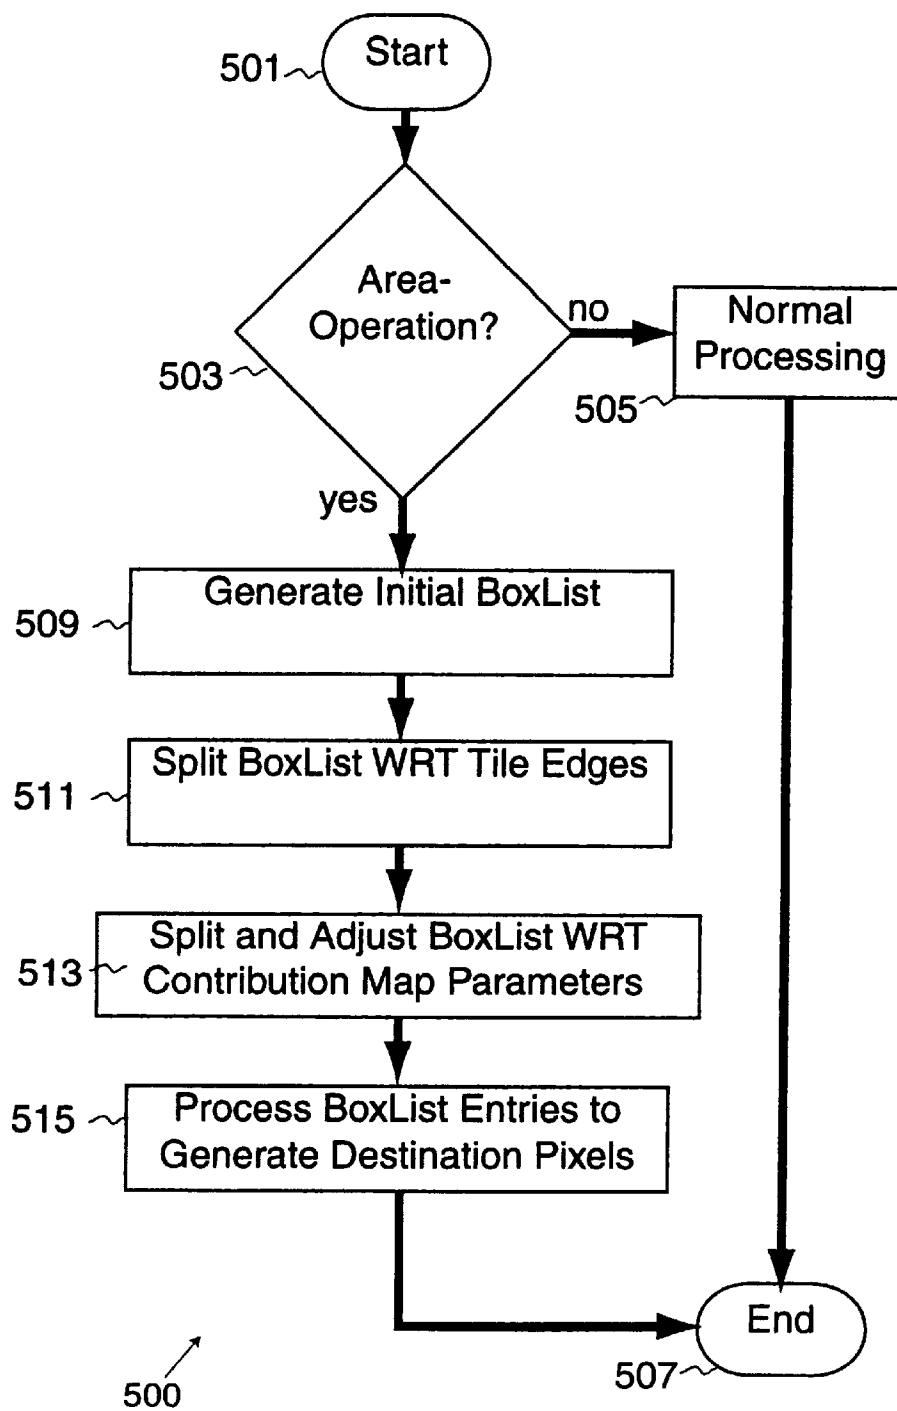 Start
501
Area-
Operation?
no
503
Normal
Processing
505
yes
Generate Initial BoxList
509
Split BoxList WRT Tile Edges
511
Split and Adjust BoxList WRT
Contribution Map Parameters
513
Process BoxList Entries to
Generate Destination Pixels
515
End
507
500